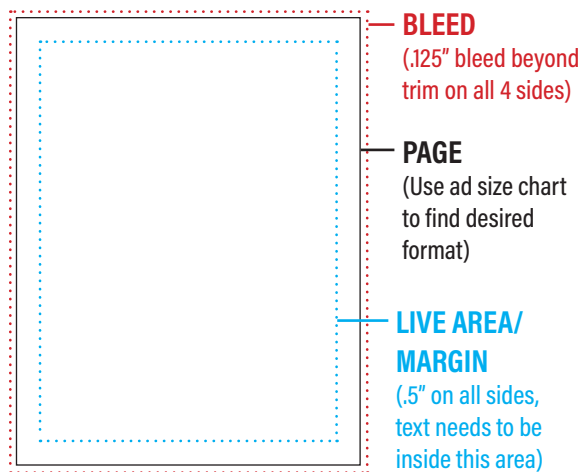 BLEED
(.125" bleed beyond
trim on all 4 sides)
PAGE
(Use ad size chart
to find desired
format)
LIVE AREA/
MARGIN
(.5" on all sides,
text needs to be
inside this area)